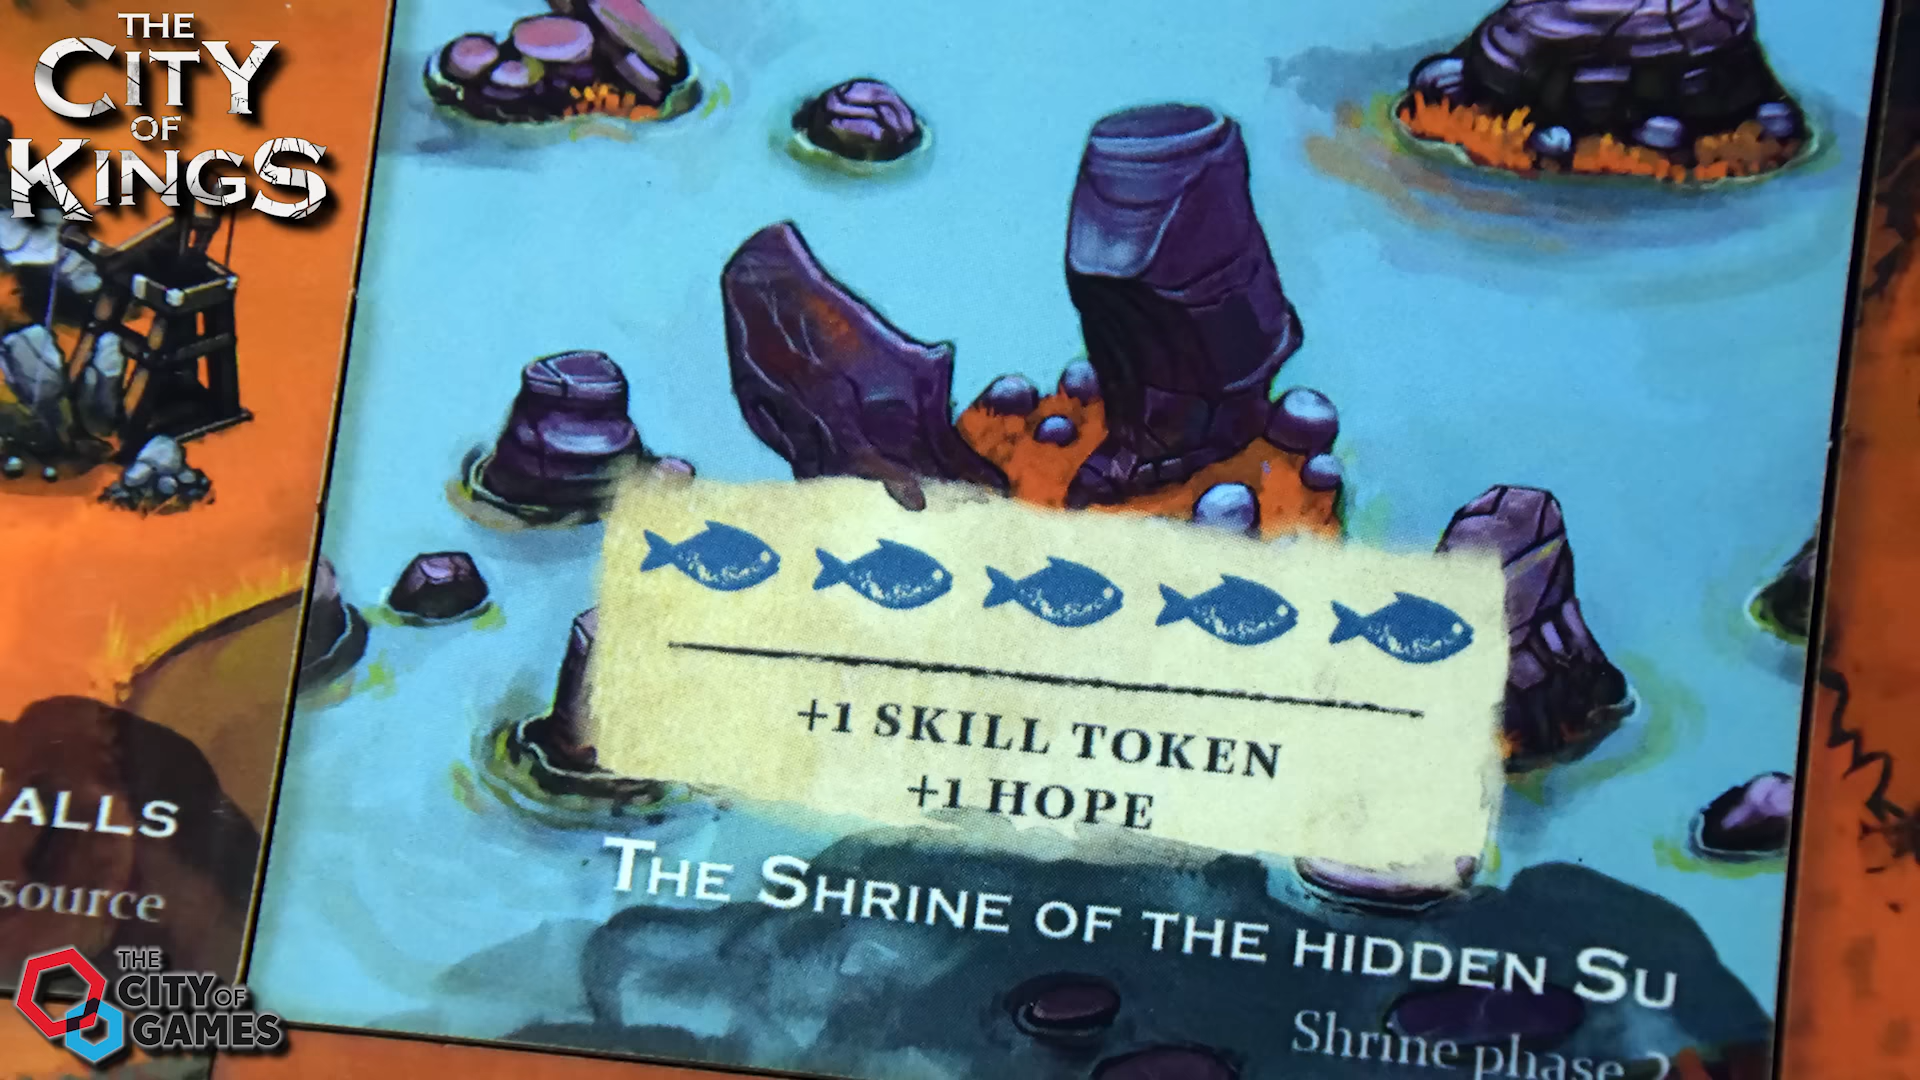 THE
CITY
OF
KINGS
+1 SKILL TOKEN
+1 HOPE
THE SHRINE OF THE HIDDEN SU
Shrine phase 2
ALLS
source
THE
CITY OF
GAMES